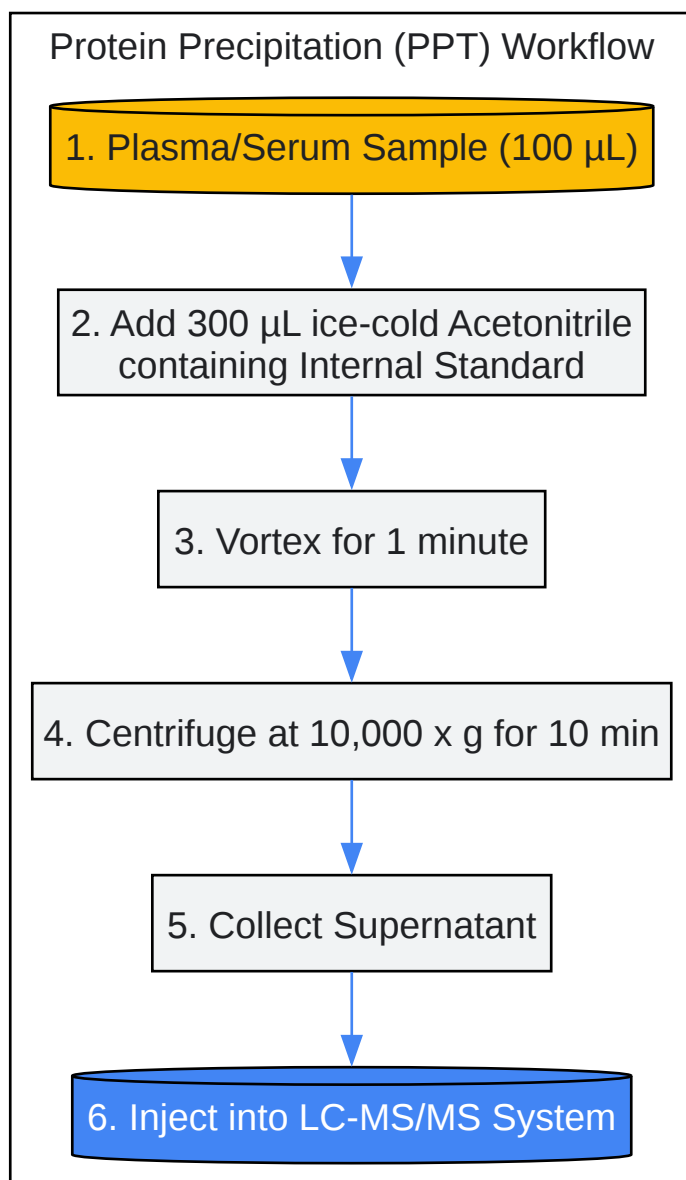 Protein Precipitation (PPT) Workflow
1. Plasma/Serum Sample (100 µL)
2. Add 300 µL ice-cold Acetonitrile
containing Internal Standard
3. Vortex for 1 minute
4. Centrifuge at 10,000 x g for 10 min
5. Collect Supernatant
6. Inject into LC-MS/MS System